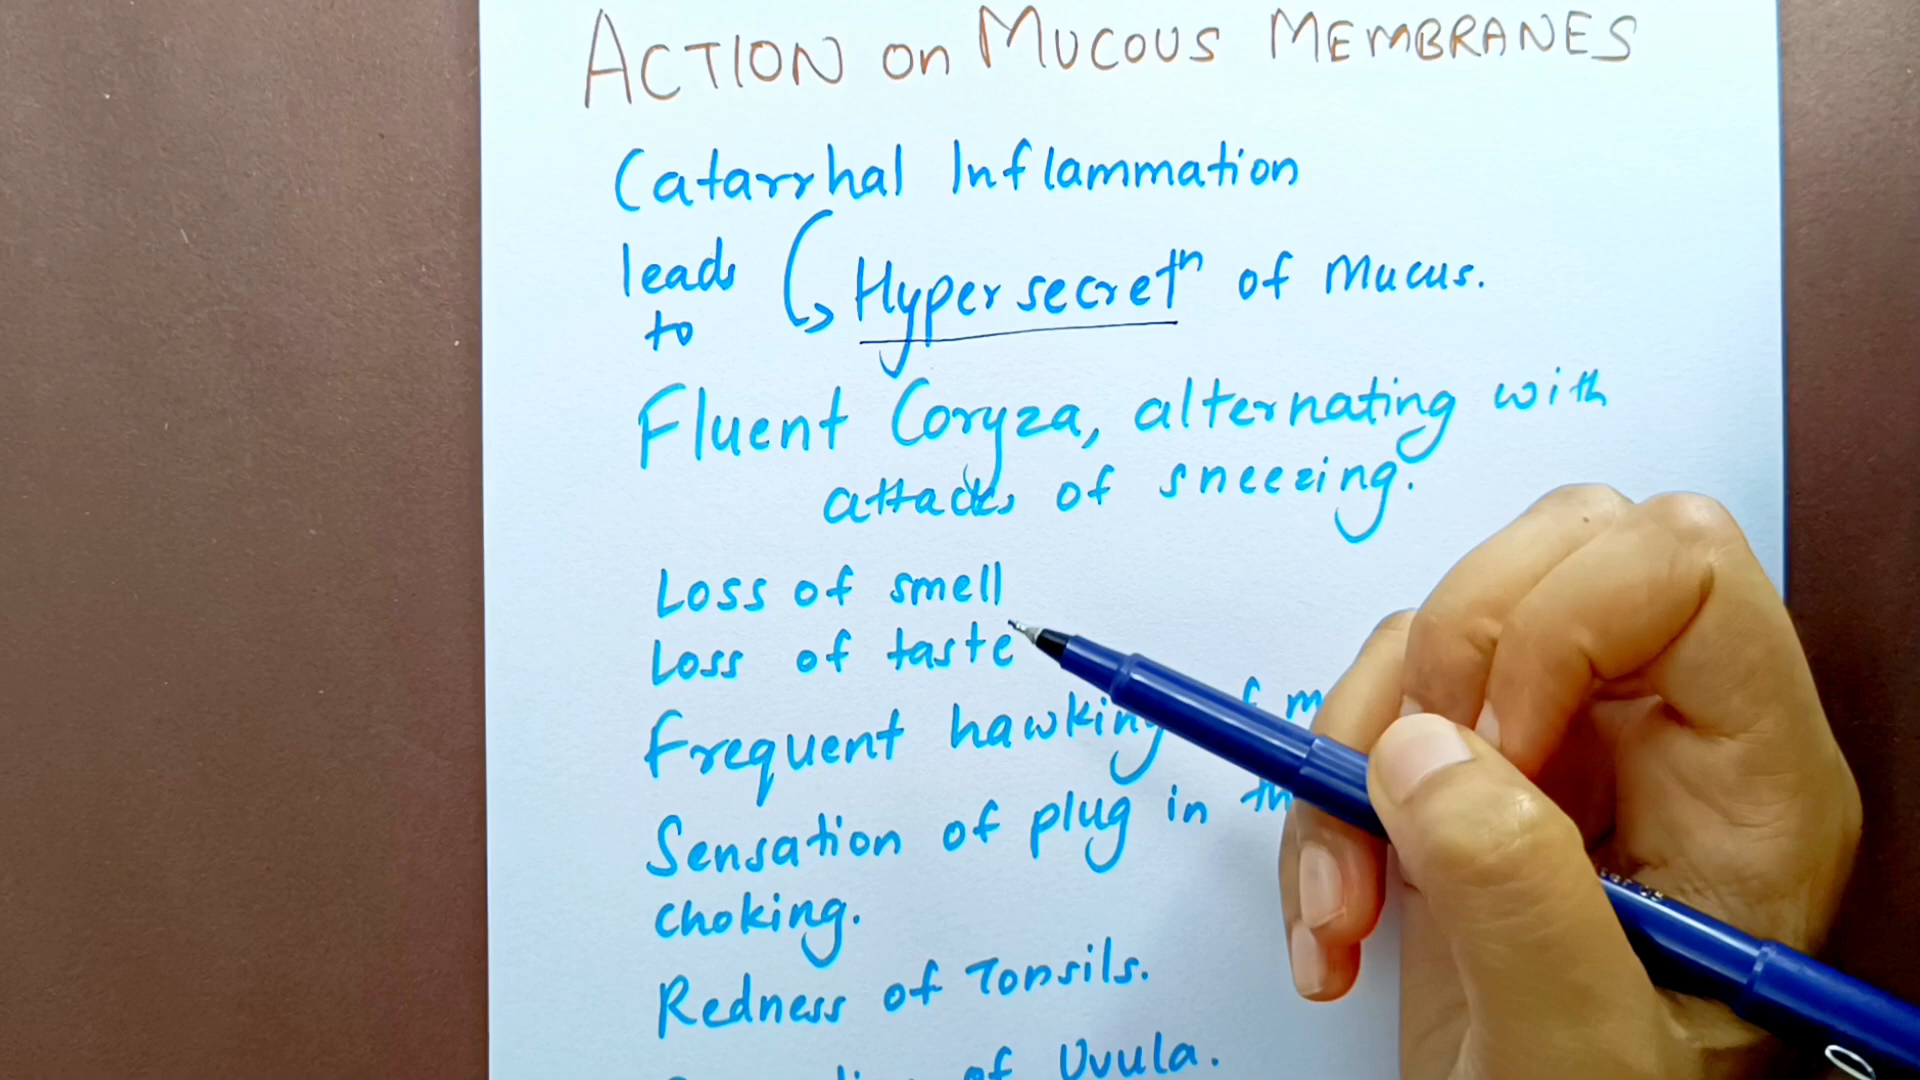 ACTION on MUCOUS MEMBRANES
Catarrhal Inflammation
leads to Hypersecretn of Mucus.
Fluent Coryza, alternating with
attacks of sneezing.
Loss of smell
Loss of taste
Frequent hawking
Sensation of plug in
choking.
Redness of Tonsils.
of Uvula.